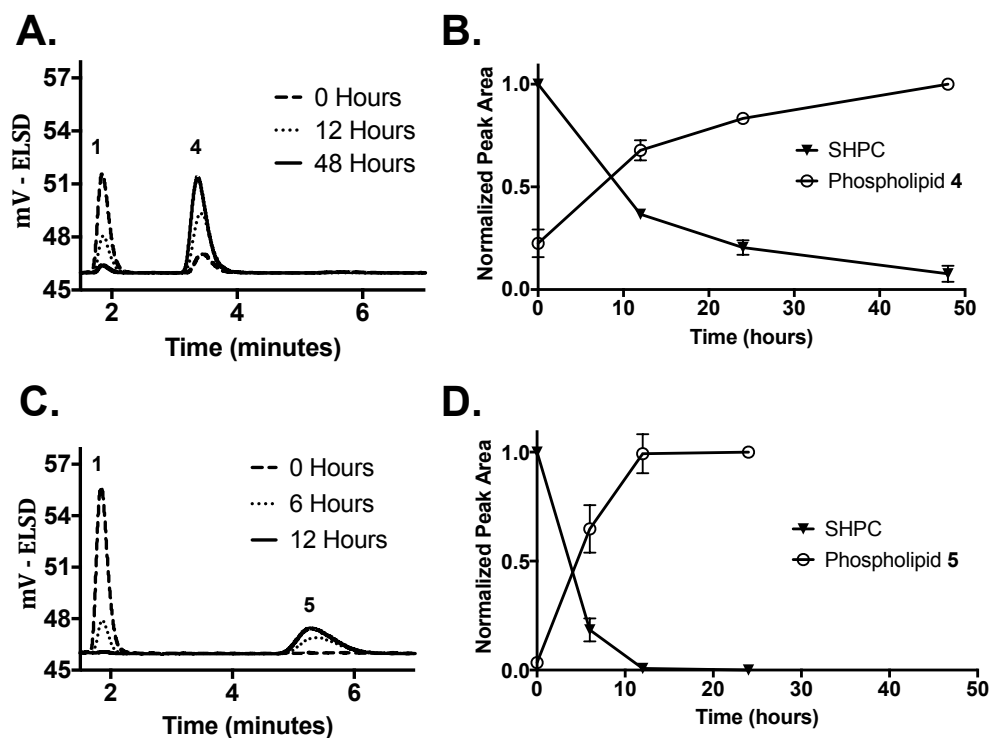 A.
mV - ELSD
57
54
51
48
45
1
4
0 Hours
12 Hours
48 Hours
2
4
6
Time (minutes)
B.
Normalized Peak Area
1.0
0.5
0.0
SHPC
Phospholipid 4
0
10
20
30
40
50
Time (hours)
C.
mV - ELSD
57
54
51
48
45
1
5
0 Hours
6 Hours
12 Hours
2
4
6
Time (minutes)
D.
Normalized Peak Area
1.0
0.5
0.0
SHPC
Phospholipid 5
0
10
20
30
40
50
Time (hours)